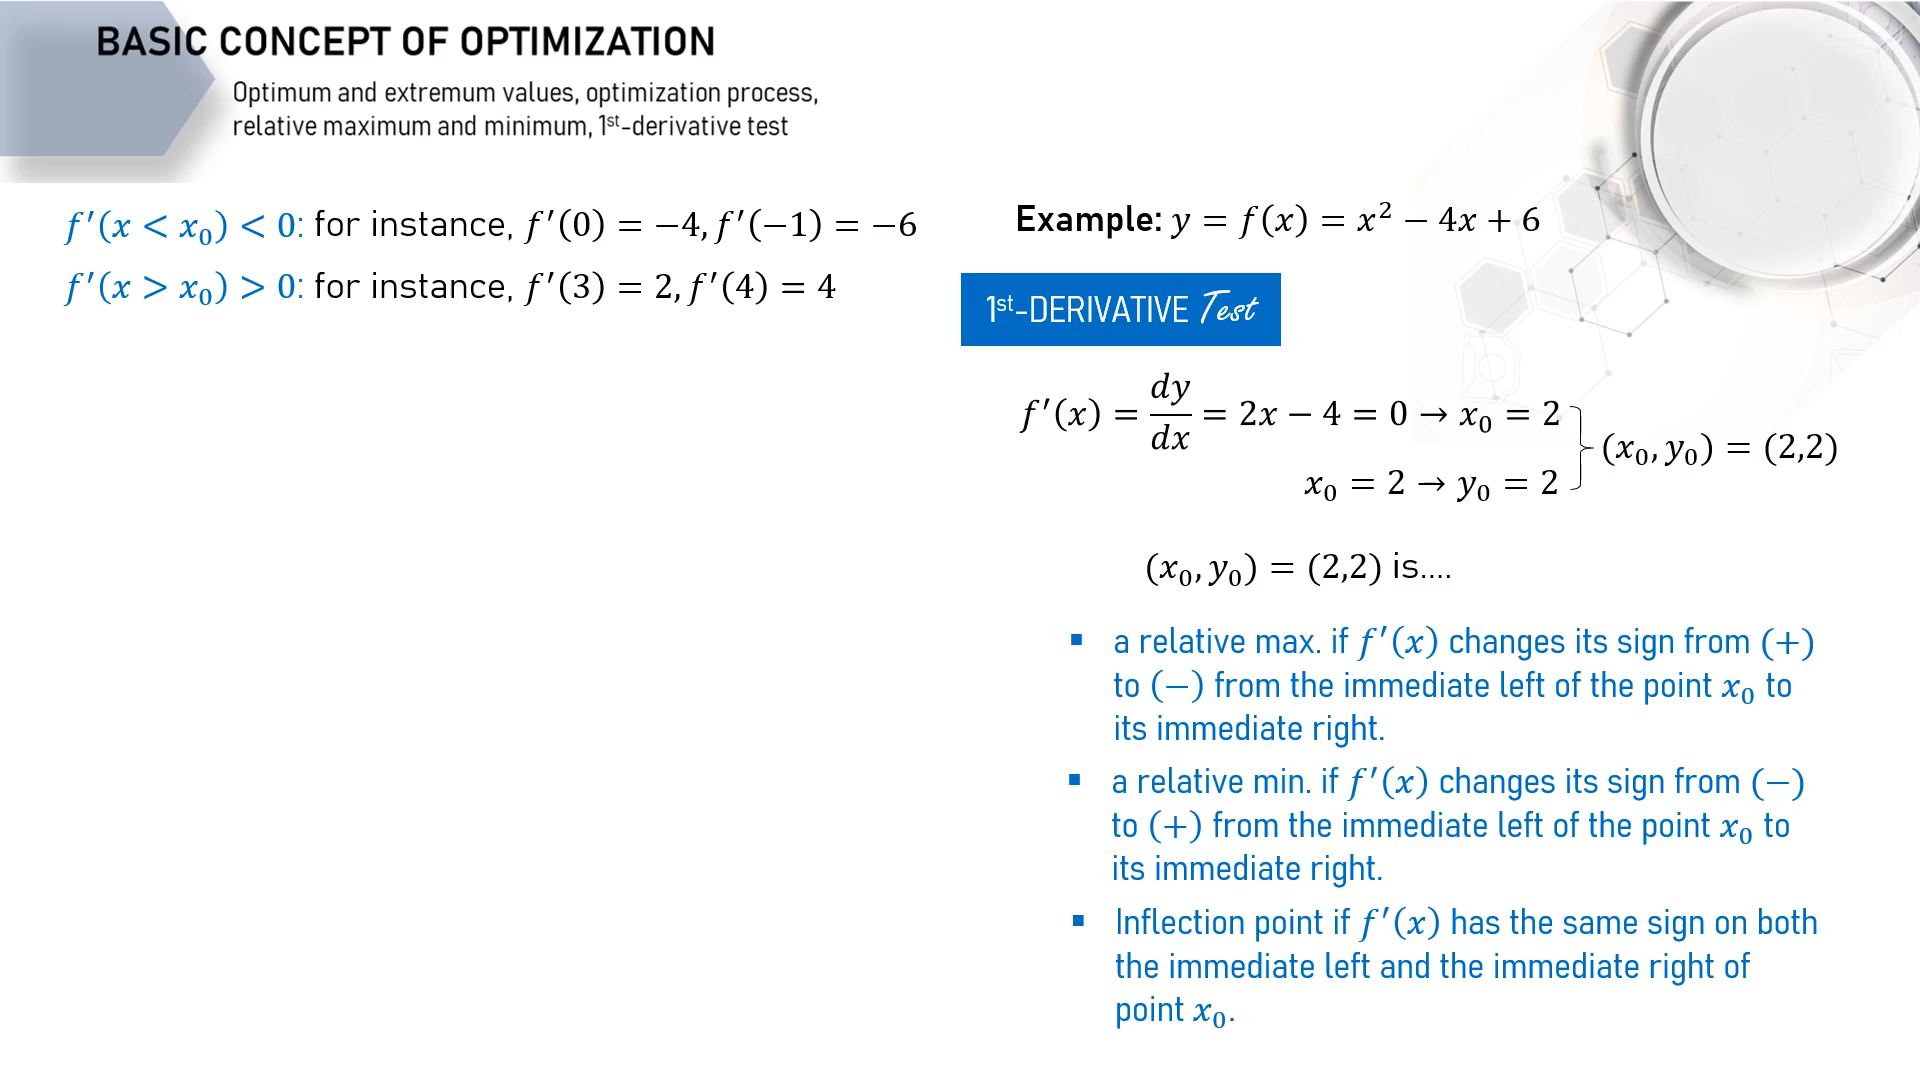 BASIC CONCEPT OF OPTIMIZATION
Optimum and extremum values, optimization process,
relative maximum and minimum, 1st-derivative test
f′(x < x₀) < 0: for instance, f′(0) = −4, f′(−1) = −6
f′(x > x₀) > 0: for instance, f′(3) = 2, f′(4) = 4
Example: y = f(x) = x² − 4x + 6
1st-DERIVATIVE Test
f′(x) = dy/dx = 2x − 4 = 0 → x₀ = 2
x₀ = 2 → y₀ = 2
(x₀, y₀) = (2,2)
(x₀, y₀) = (2,2) is....
▪ a relative max. if f′(x) changes its sign from (+)
to (−) from the immediate left of the point x₀ to
its immediate right.
▪ a relative min. if f′(x) changes its sign from (−)
to (+) from the immediate left of the point x₀ to
its immediate right.
▪ Inflection point if f′(x) has the same sign on both
the immediate left and the immediate right of
point x₀.